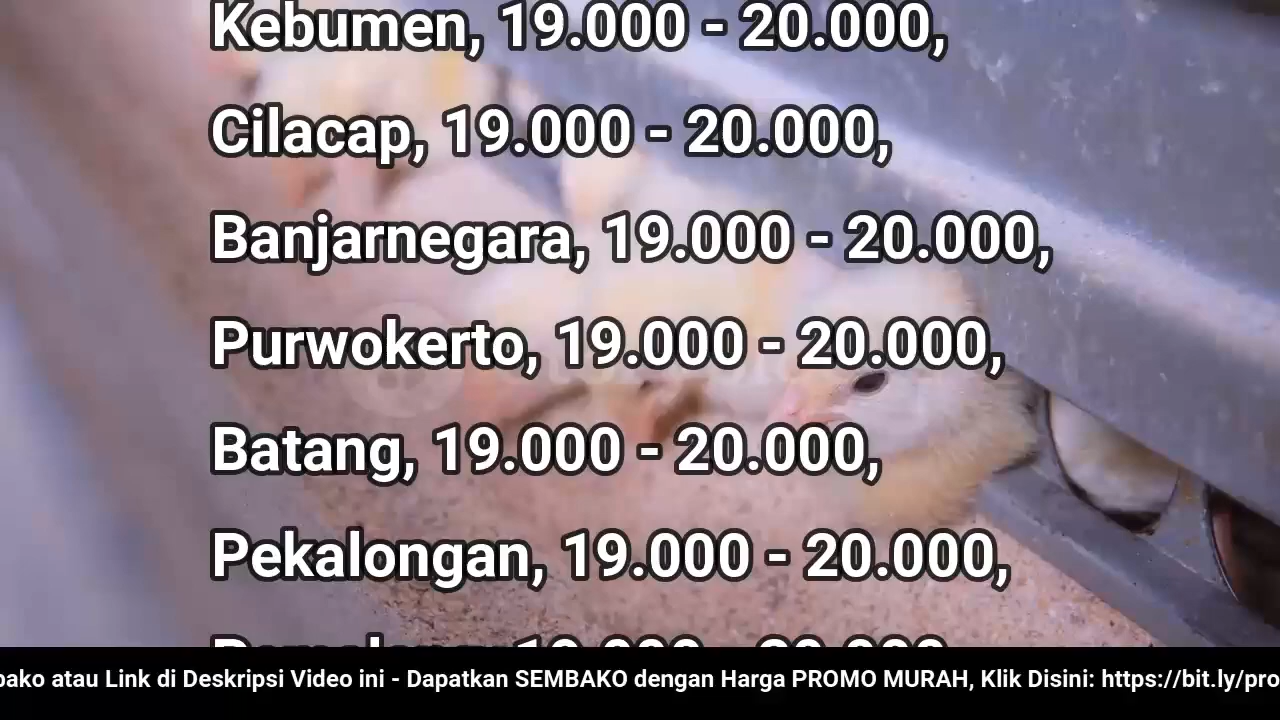 Kebumen, 19.000 - 20.000,
Cilacap, 19.000 - 20.000,
Banjarnegara, 19.000 - 20.000,
Purwokerto, 19.000 - 20.000,
Batang, 19.000 - 20.000,
Pekalongan, 19.000 - 20.000,
atau Link di Deskripsi Video ini - Dapatkan SEMBAKO dengan Harga PROMO MURAH, Klik Disini: https://bit.ly/pro